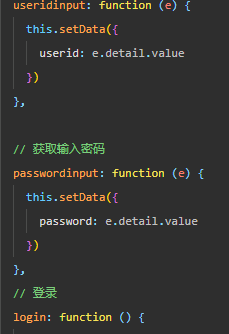 useridinput: function (e) {
this.setData({
userid: e.detail.value
})
},
// 获取输入密码
passwordinput: function (e) {
this.setData({
password: e.detail.value
})
},
// 登录
login: function () {